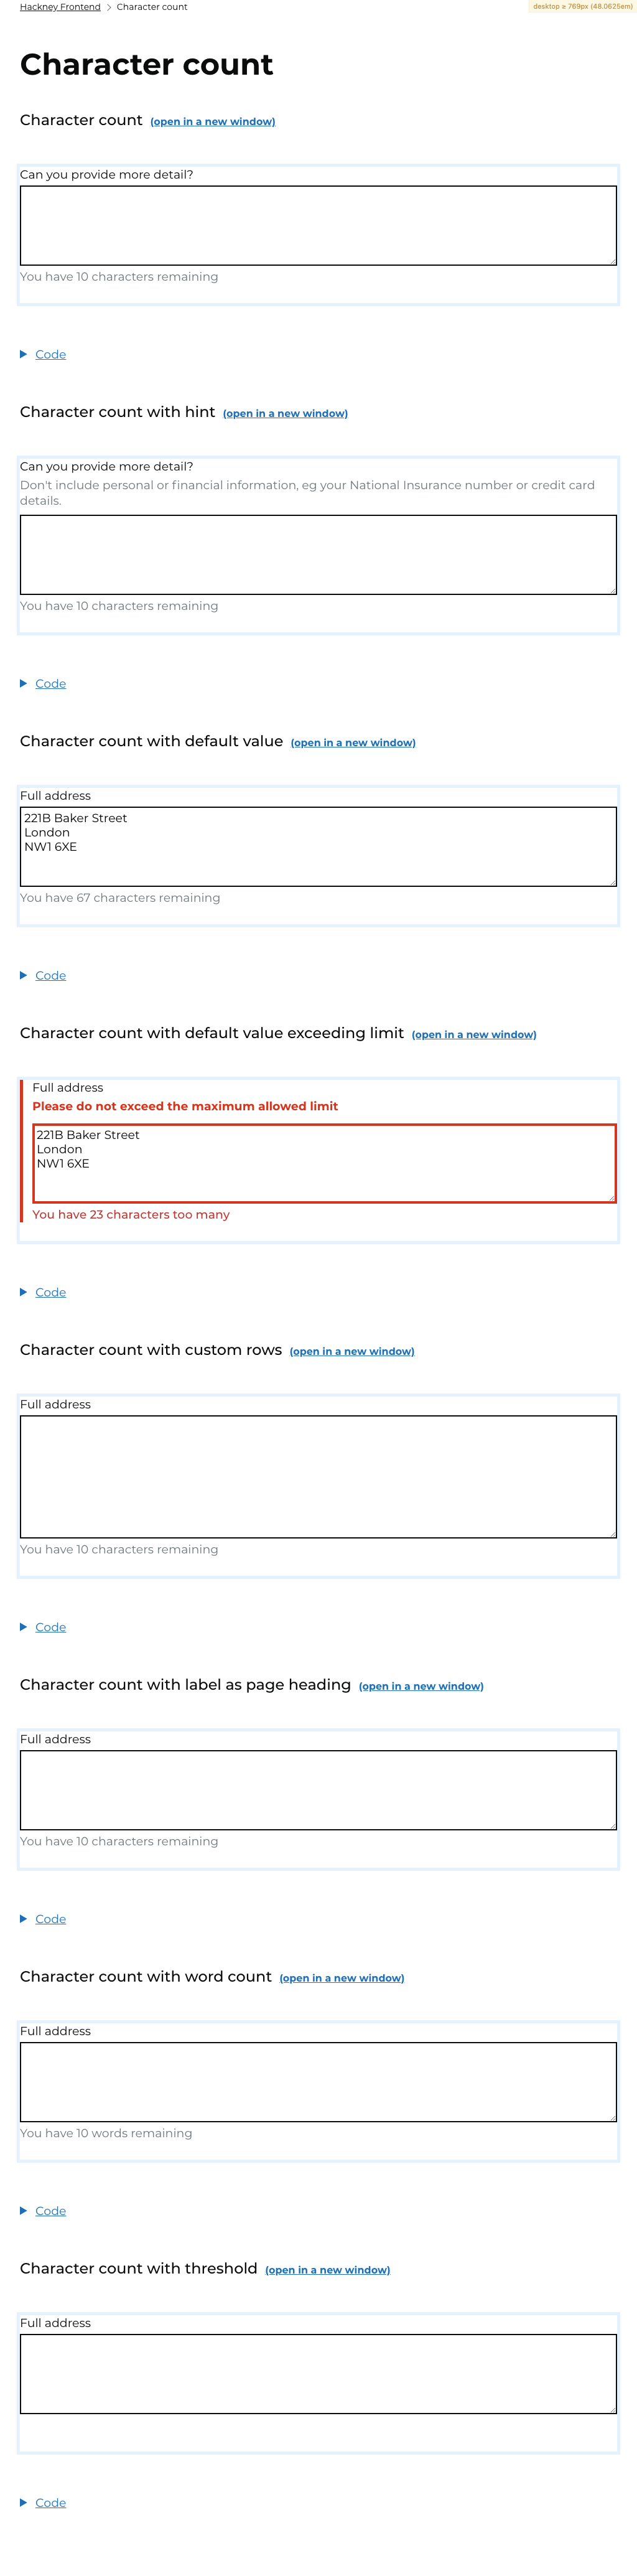 Hackney Frontend > Character count
desktop ≥ 769px (48.0625em)
Character count
Character count (open in a new window)
Can you provide more detail?
You have 10 characters remaining
Code
Character count with hint (open in a new window)
Can you provide more detail?
Don't include personal or financial information, eg your National Insurance number or credit card
details.
You have 10 characters remaining
Code
Character count with default value (open in a new window)
Full address
221B Baker Street
London
NW1 6XE
You have 67 characters remaining
Code
Character count with default value exceeding limit (open in a new window)
Full address
Please do not exceed the maximum allowed limit
221B Baker Street
London
NW1 6XE
You have 23 characters too many
Code
Character count with custom rows (open in a new window)
Full address
You have 10 characters remaining
Code
Character count with label as page heading (open in a new window)
Full address
You have 10 characters remaining
Code
Character count with word count (open in a new window)
Full address
You have 10 words remaining
Code
Character count with threshold (open in a new window)
Full address
Code